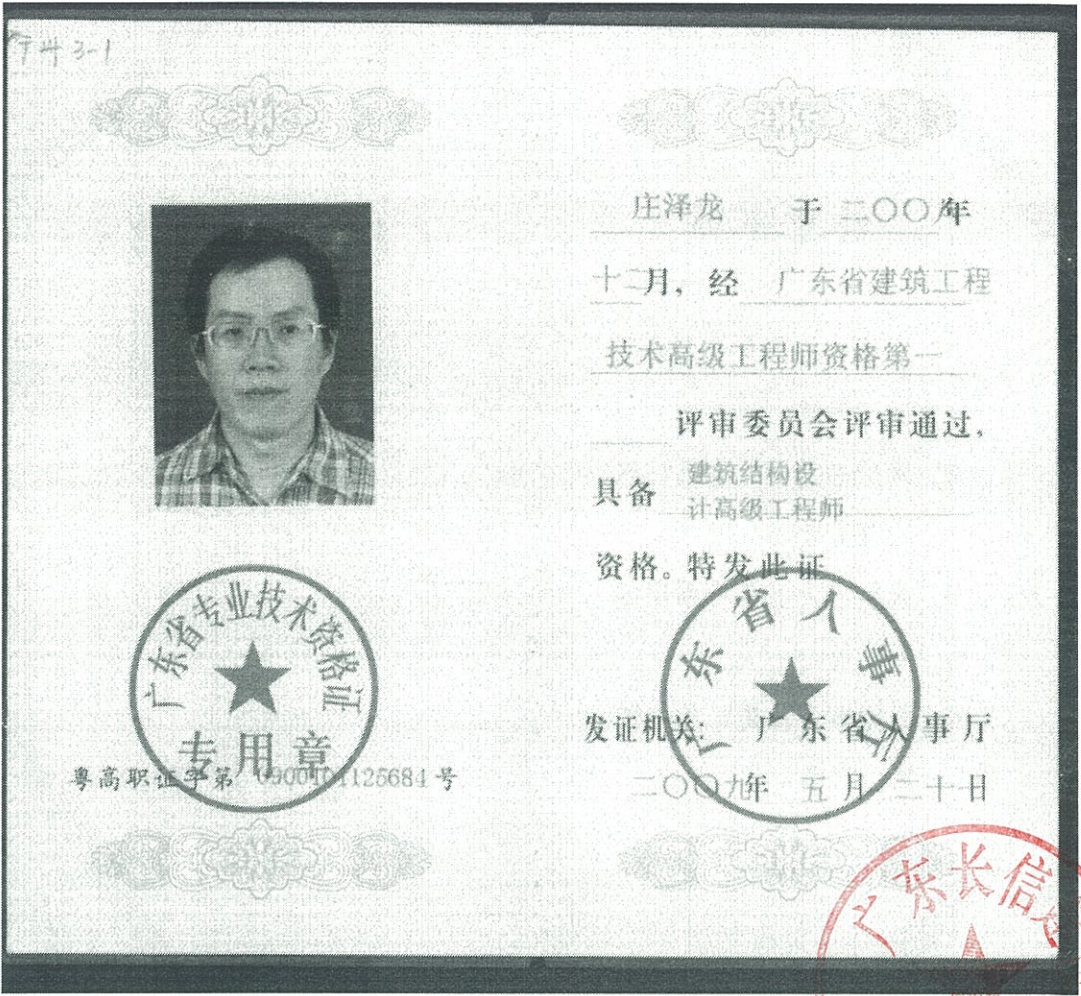 广东省专业技术资格证
专用章
粤高职证字第 0900101125684 号
庄泽龙 于 二〇〇八年
十二月，经 广东省建筑工程
技术高级工程师资格第一
评审委员会评审通过，
具备 建筑结构设
计高级工程师
资格。特发此证
广东省人事厅
发证机关： 广东省人事厅
二〇〇九年 五月 二十日
广东长信建